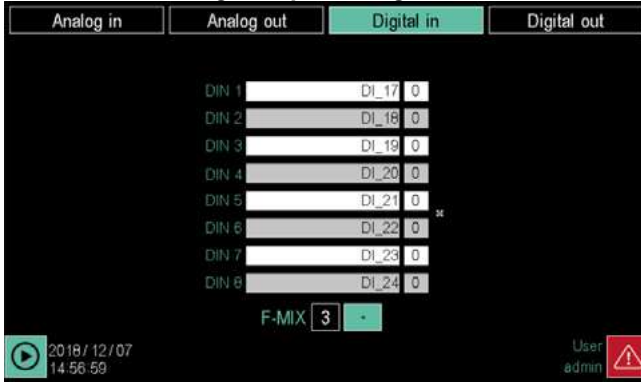 Analog in Analog out Digital in Digital out
DIN 1 DI_17 0
DIN 2 DI_18 0
DIN 3 DI_19 0
DIN 4 DI_20 0
DIN 5 DI_21 0
DIN 6 DI_22 0
DIN 7 DI_23 0
DIN 8 DI_24 0
F-MIX 3 -
2018/12/07 User
14:56:59 admin